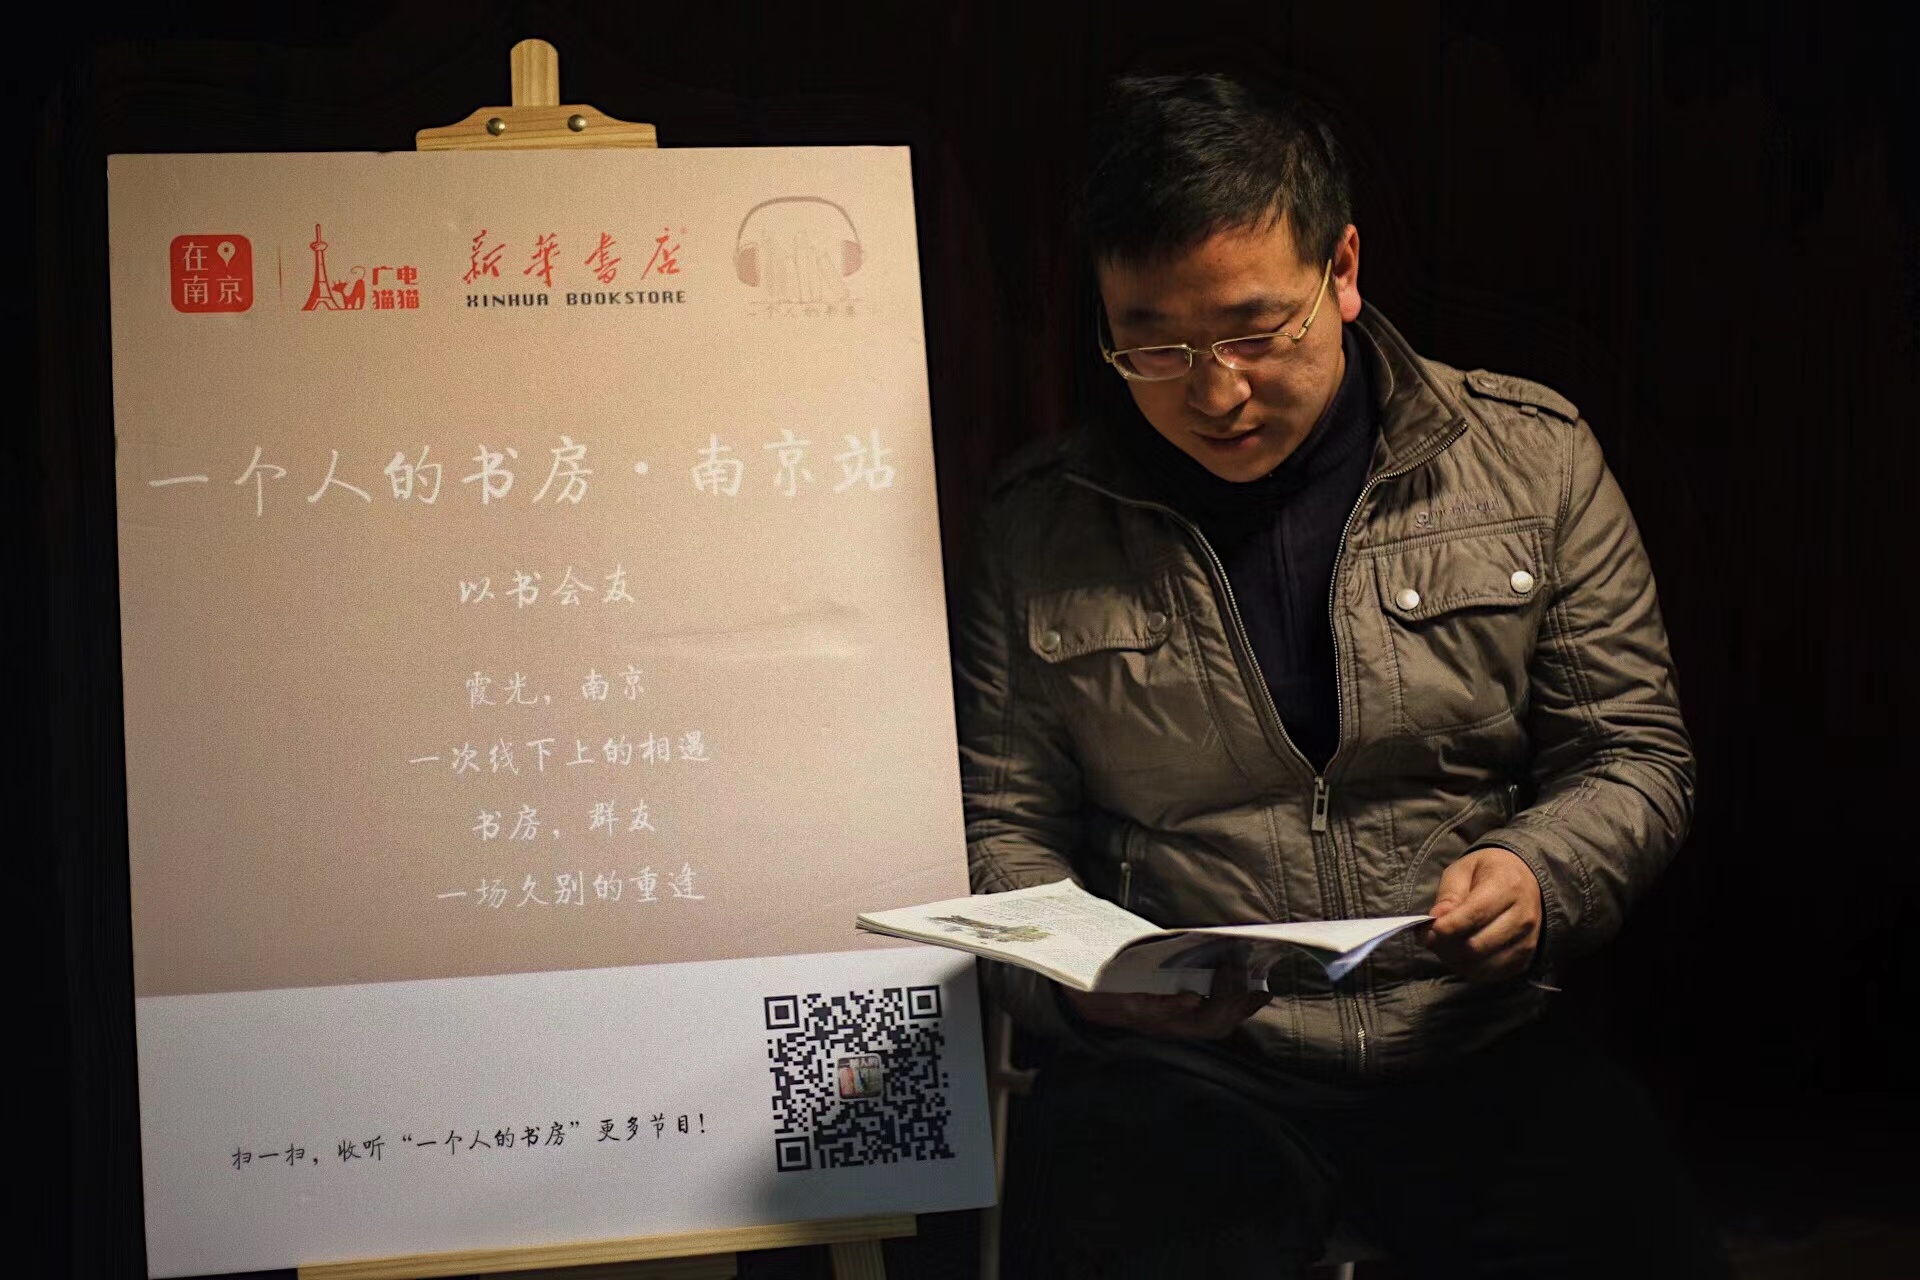 在
南京
广电
猫猫
新华书店
XINHUA BOOKSTORE
一个人的书房
一个人的书房·南京站
以书会友
霞光，南京
一次线下上的相遇
书房，群友
一场久别的重逢
扫一扫，收听“一个人的书房”更多节目！